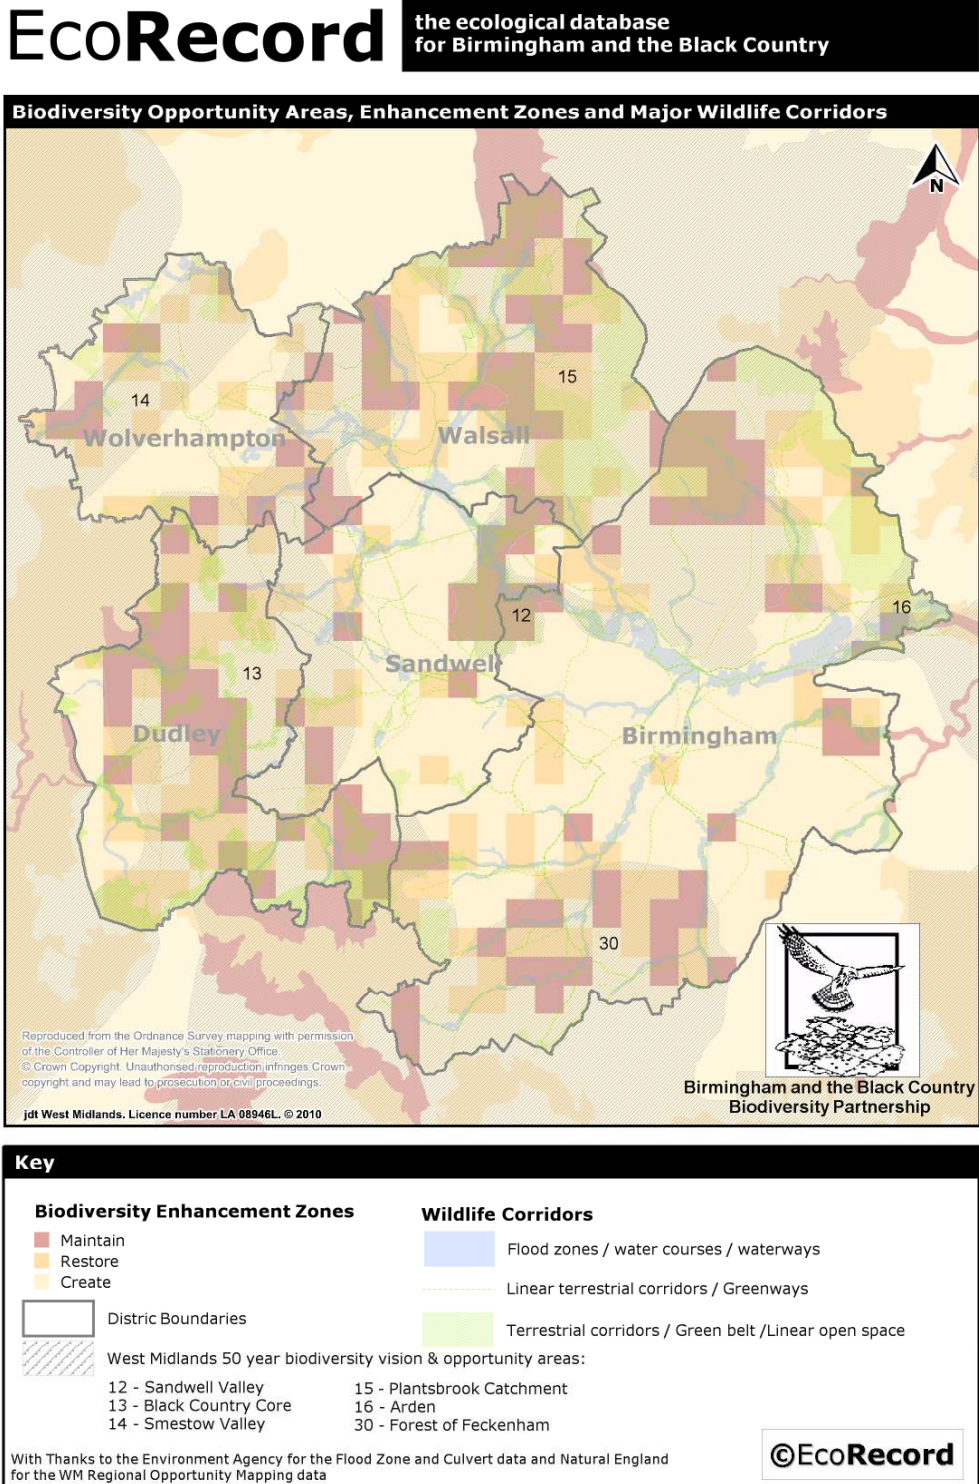 EcoRecord
the ecological database
for Birmingham and the Black Country
Biodiversity Opportunity Areas, Enhancement Zones and Major Wildlife Corridors
N
15
14
Wolverhampton
Walsall
12
16
Sandwell
13
Dudley
Birmingham
30
Reproduced from the Ordnance Survey mapping with permission
of the Controller of Her Majesty's Stationery Office.
© Crown Copyright. Unauthorised reproduction infringes Crown
copyright and may lead to prosecution or civil proceedings.
jdt West Midlands. Licence number LA 08946L. © 2010
Birmingham and the Black Country
Biodiversity Partnership
Key
Biodiversity Enhancement Zones
Maintain
Restore
Create
Distric Boundaries
Wildlife Corridors
Flood zones / water courses / waterways
Linear terrestrial corridors / Greenways
Terrestrial corridors / Green belt /Linear open space
West Midlands 50 year biodiversity vision & opportunity areas:
12 - Sandwell Valley
13 - Black Country Core
14 - Smestow Valley
15 - Plantsbrook Catchment
16 - Arden
30 - Forest of Feckenham
With Thanks to the Environment Agency for the Flood Zone and Culvert data and Natural England
for the WM Regional Opportunity Mapping data
©EcoRecord